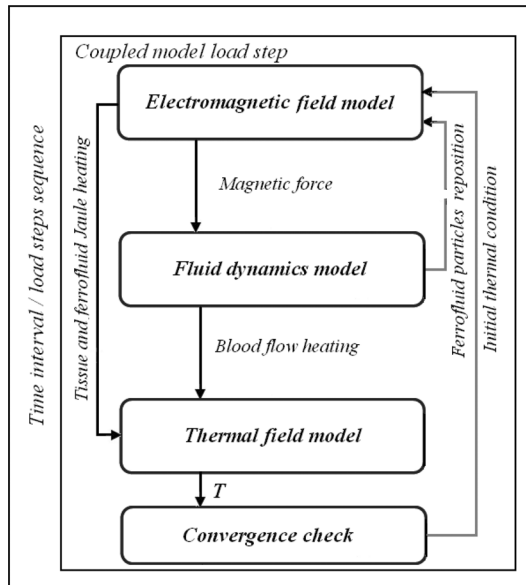 Coupled model load step
Electromagnetic field model
Magnetic force
Fluid dynamics model
Blood flow heating
Thermal field model
T
Convergence check
Time interval / load steps sequence
Tissue and ferrofluid Jaule heating
Ferrofluid particles reposition
Initial thermal condition